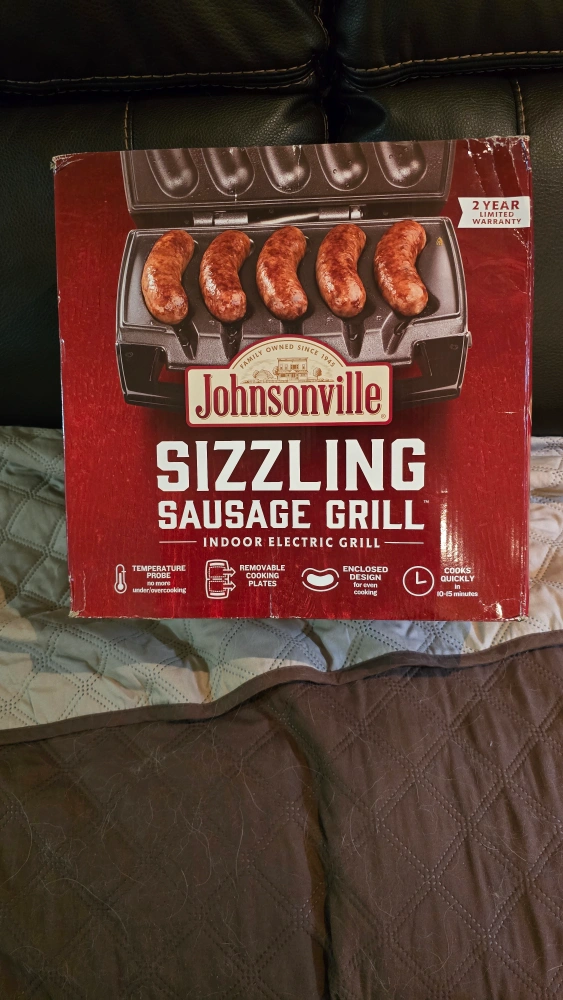 2 YEAR
LIMITED
WARRANTY
FAMILY OWNED SINCE 1945
Johnsonville®
SIZZLING
SAUSAGE GRILL™
INDOOR ELECTRIC GRILL
TEMPERATURE
PROBE
no more
under/overcooking
REMOVABLE
COOKING
PLATES
ENCLOSED
DESIGN
for even
cooking
COOKS
QUICKLY
in
10-15 minutes